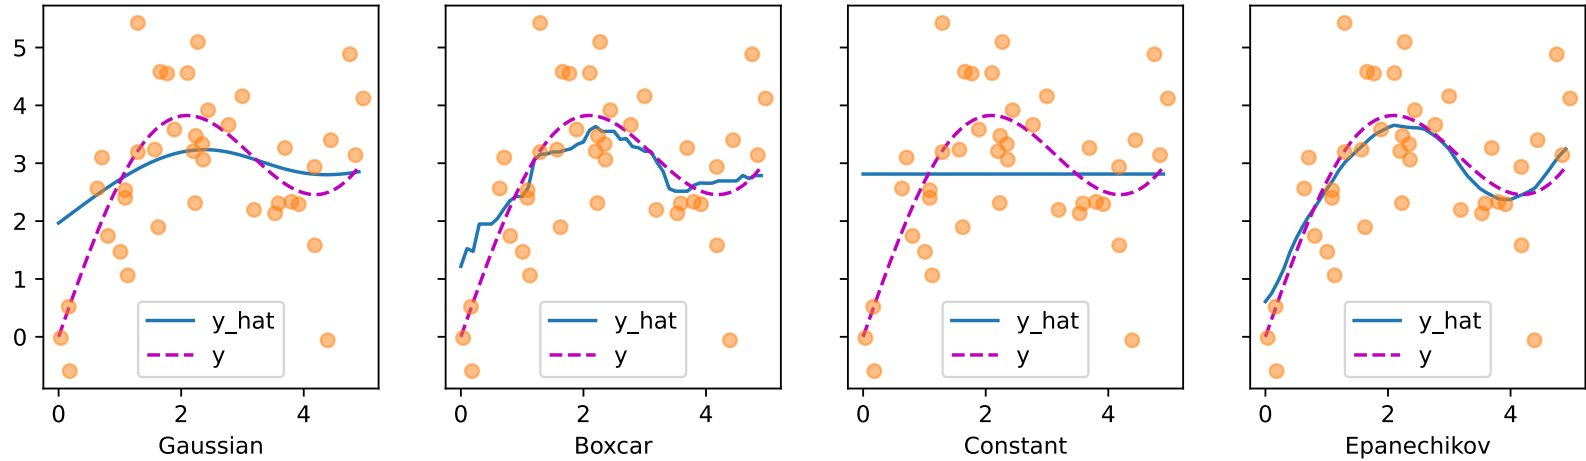 5
4
3
2
1
0
y_hat
y
y_hat
y
y_hat
y
y_hat
y
0 2 4
0 2 4
0 2 4
0 2 4
Gaussian
Boxcar
Constant
Epanechikov